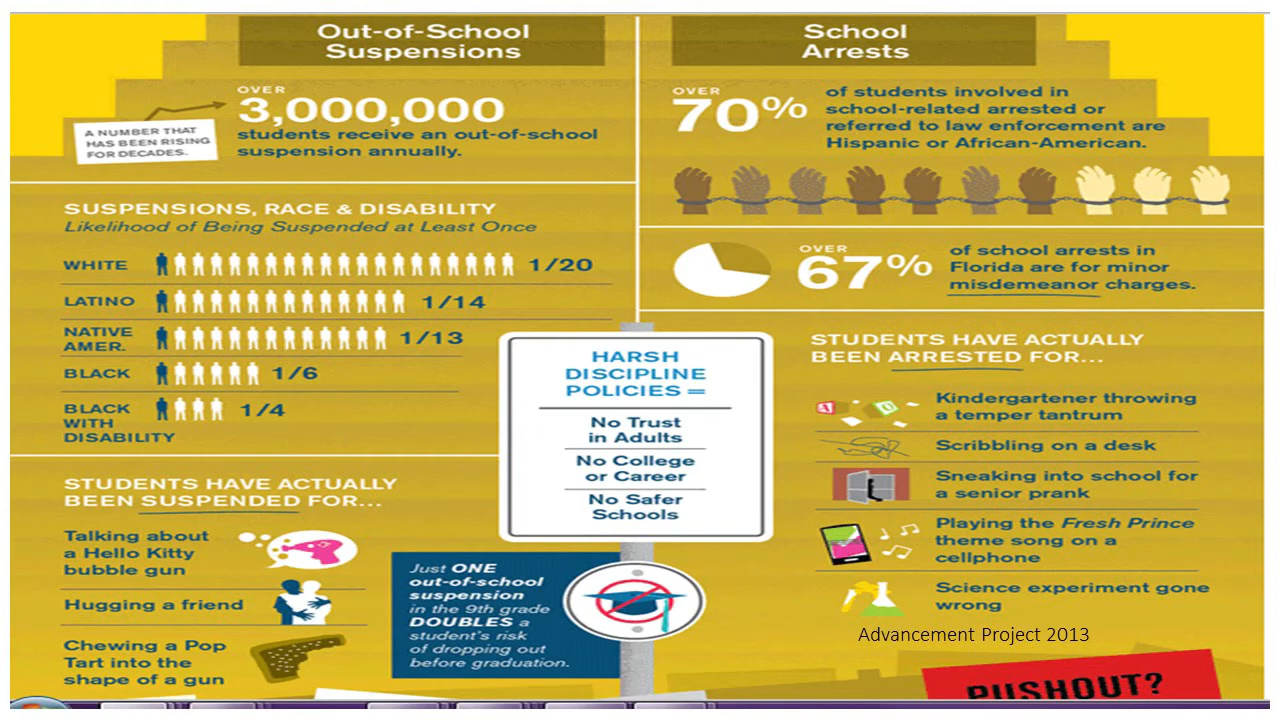 Out-of-School
Suspensions
OVER
3,000,000
students receive an out-of-school
suspension annually.
A NUMBER THAT
HAS BEEN RISING
FOR DECADES.
SUSPENSIONS, RACE & DISABILITY
Likelihood of Being Suspended at Least Once
WHITE 1/20
LATINO 1/14
NATIVE
AMER. 1/13
BLACK 1/6
BLACK
WITH
DISABILITY 1/4
STUDENTS HAVE ACTUALLY
BEEN SUSPENDED FOR...
Talking about
a Hello Kitty
bubble gun
Hugging a friend
Chewing a Pop
Tart into the
shape of a gun
HARSH
DISCIPLINE
POLICIES =
No Trust
in Adults
No College
or Career
No Safer
Schools
Just ONE
out-of-school
suspension
in the 9th grade
DOUBLES a
student's risk
of dropping out
before graduation.
School
Arrests
OVER
70%
of students involved in
school-related arrested or
referred to law enforcement are
Hispanic or African-American.
OVER
67%
of school arrests in
Florida are for minor
misdemeanor charges.
STUDENTS HAVE ACTUALLY
BEEN ARRESTED FOR...
Kindergartener throwing
a temper tantrum
Scribbling on a desk
Sneaking into school for
a senior prank
Playing the Fresh Prince
theme song on a
cellphone
Science experiment gone
wrong
Advancement Project 2013
PUSHOUT?